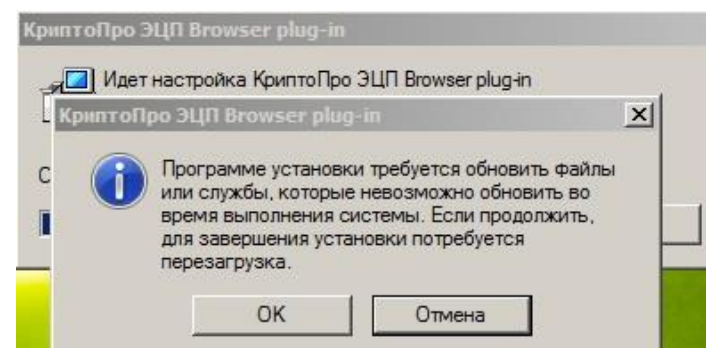 КриптоПро ЭЦП Browser plug-in
Идет настройка КриптоПро ЭЦП Browser plug-in
КриптоПро ЭЦП Browser plug-in
Программе установки требуется обновить файлы
или службы, которые невозможно обновить во
время выполнения системы. Если продолжить,
для завершения установки потребуется
перезагрузка.
OK
Отмена